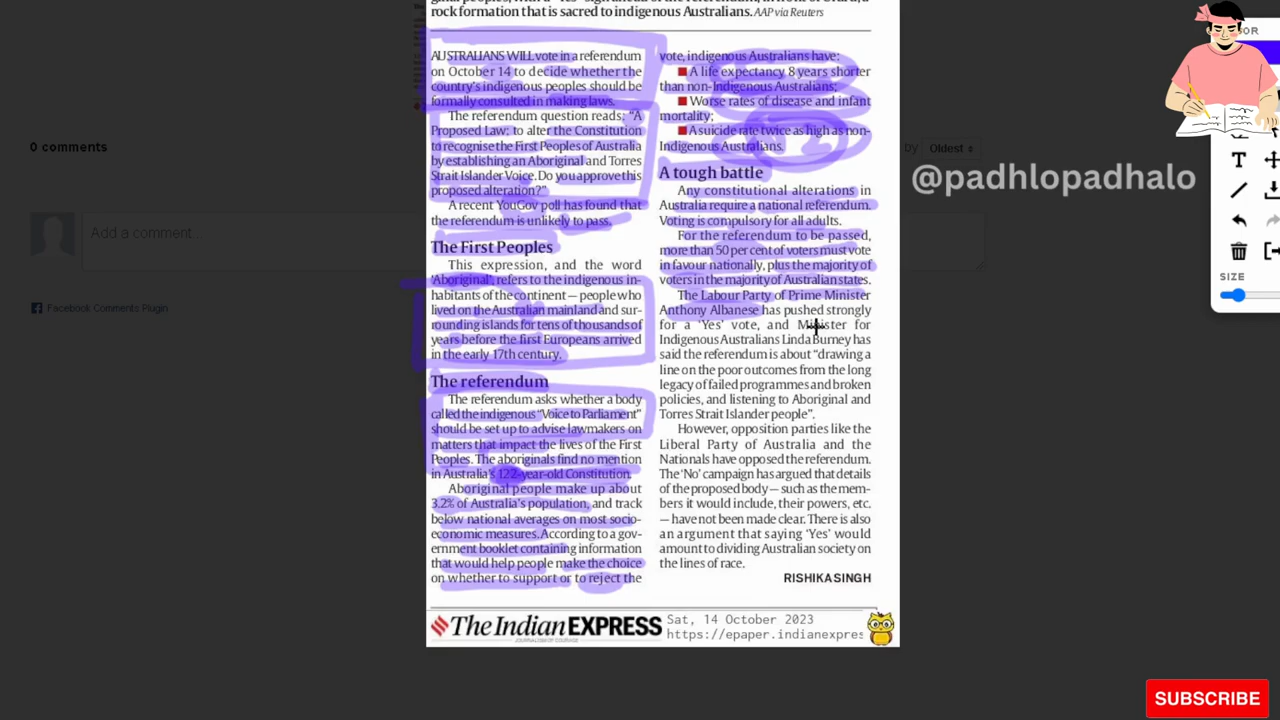 ginal peoples, with a 'Yes' sign ahead of the referendum, in front of Uluru, a
rock formation that is sacred to indigenous Australians. AAP via Reuters
AUSTRALIANS WILL vote in a referendum
on October 14 to decide whether the
country's indigenous peoples should be
formally consulted in making laws.
The referendum question reads: "A
Proposed Law: to alter the Constitution
to recognise the First Peoples of Australia
by establishing an Aboriginal and Torres
Strait Islander Voice. Do you approve this
proposed alteration?"
A recent YouGov poll has found that
the referendum is unlikely to pass.
The First Peoples
This expression, and the word
'Aboriginal', refers to the indigenous in-
habitants of the continent — people who
lived on the Australian mainland and sur-
rounding islands for tens of thousands of
years before the first Europeans arrived
in the early 17th century.
The referendum
The referendum asks whether a body
called the indigenous "Voice to Parliament"
should be set up to advise lawmakers on
matters that impact the lives of the First
Peoples. The aboriginals find no mention
in Australia's 122-year-old Constitution.
Aboriginal people make up about
3.2% of Australia's population, and track
below national averages on most socio-
economic measures. According to a gov-
ernment booklet containing information
that would help people make the choice
on whether to support or to reject the
vote, indigenous Australians have:
A life expectancy 8 years shorter
than non-Indigenous Australians;
Worse rates of disease and infant
mortality;
A suicide rate twice as high as non-
Indigenous Australians.
A tough battle
Any constitutional alterations in
Australia require a national referendum.
Voting is compulsory for all adults.
For the referendum to be passed,
more than 50 per cent of voters must vote
in favour nationally, plus the majority of
voters in the majority of Australian states.
The Labour Party of Prime Minister
Anthony Albanese has pushed strongly
for a 'Yes' vote, and Minister for
Indigenous Australians Linda Burney has
said the referendum is about "drawing a
line on the poor outcomes from the long
legacy of failed programmes and broken
policies, and listening to Aboriginal and
Torres Strait Islander people".
However, opposition parties like the
Liberal Party of Australia and the
Nationals have opposed the referendum.
The 'No' campaign has argued that details
of the proposed body — such as the mem-
bers it would include, their powers, etc.
— have not been made clear. There is also
an argument that saying 'Yes' would
amount to dividing Australian society on
the lines of race.
RISHIKA SINGH
The Indian EXPRESS
JOURNALISM OF COURAGE
Sat, 14 October 2023
https://epaper.indianexpres
0 comments
by Oldest
Add a comment
Facebook Comments Plugin
@padhlopadhalo
OR
T
SIZE
SUBSCRIBE